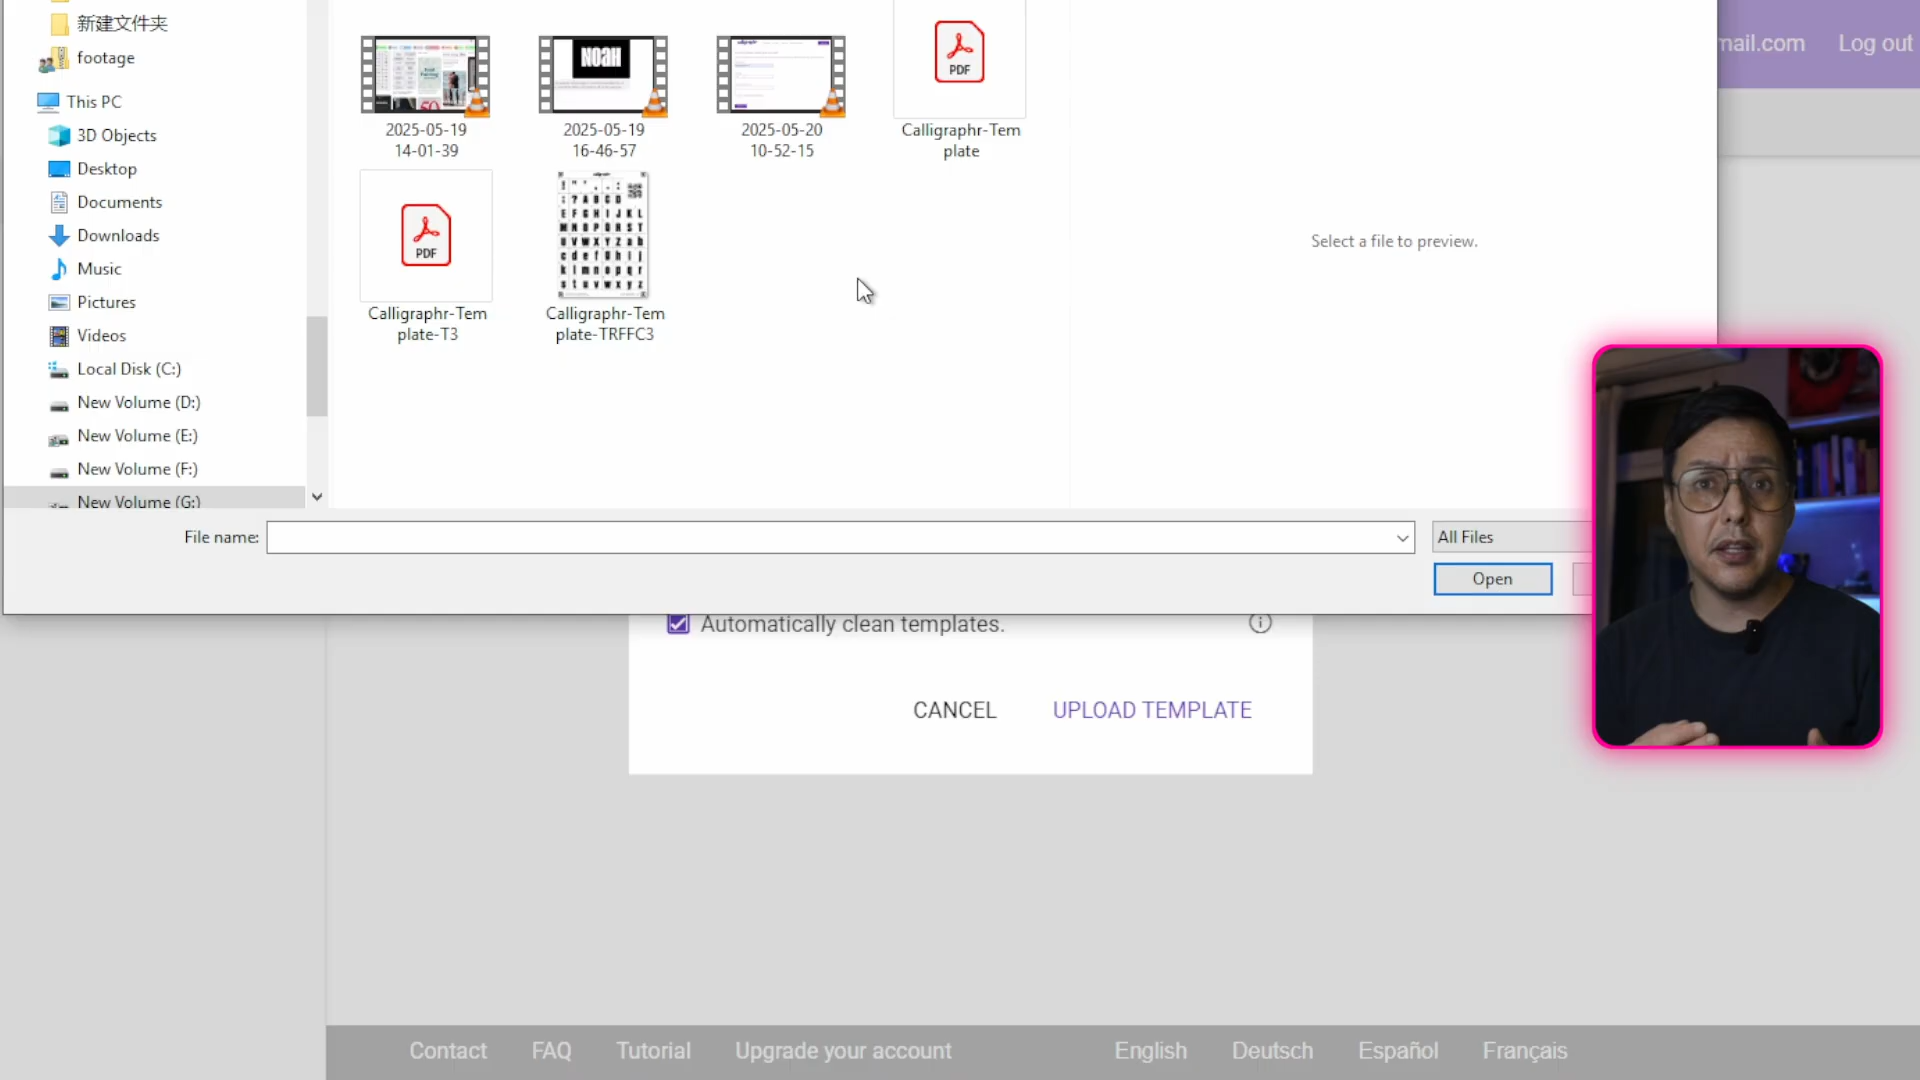 新建文件夹
footage
This PC
3D Objects
Desktop
Documents
Downloads
Music
Pictures
Videos
Local Disk (C:)
New Volume (D:)
New Volume (E:)
New Volume (F:)
New Volume (G:)
NOAH
2025-05-19
14-01-39
2025-05-19
16-46-57
2025-05-20
10-52-15
PDF
Calligraphr-Tem
plate
PDF
Calligraphr-Tem
plate-T3
Calligraphr-Tem
plate-TRFFC3
Select a file to preview.
mail.com
Log out
File name:
All Files
Open
Automatically clean templates.
CANCEL
UPLOAD TEMPLATE
Contact
FAQ
Tutorial
Upgrade your account
English
Deutsch
Español
Français